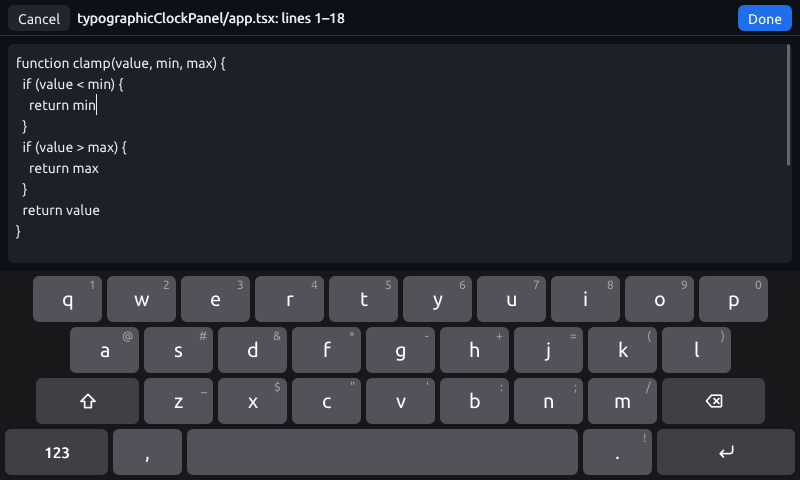 Cancel typographicClockPanel/app.tsx: lines 1–18 Done
function clamp(value, min, max) {
  if (value < min) {
    return min
  }
  if (value > max) {
    return max
  }
  return value
}
1 2 3 4 5 6 7 8 9 0
q w e r t y u i o p
@ # & * - + = ( )
a s d f g h j k l
_ $ " ' : ; /
z x c v b n m
!
123 , .